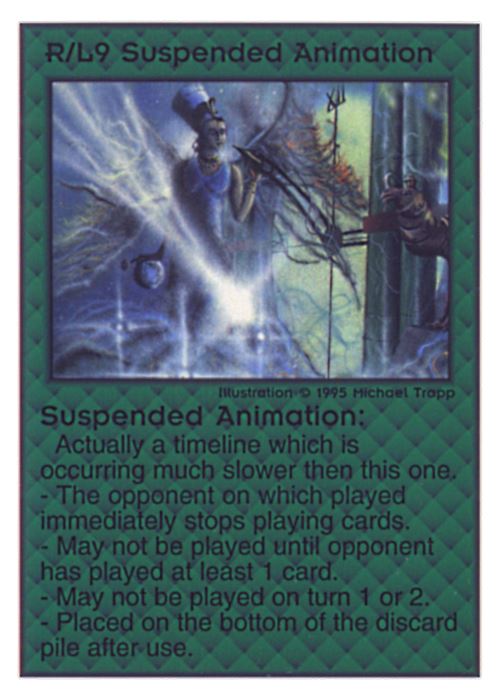 R/L9 Suspended Animation
Illustration © 1995 Michael Trapp
Suspended Animation:
Actually a timeline which is
occurring much slower then this one.
- The opponent on which played
immediately stops playing cards.
- May not be played until opponent
has played at least 1 card.
- May not be played on turn 1 or 2.
- Placed on the bottom of the discard
pile after use.